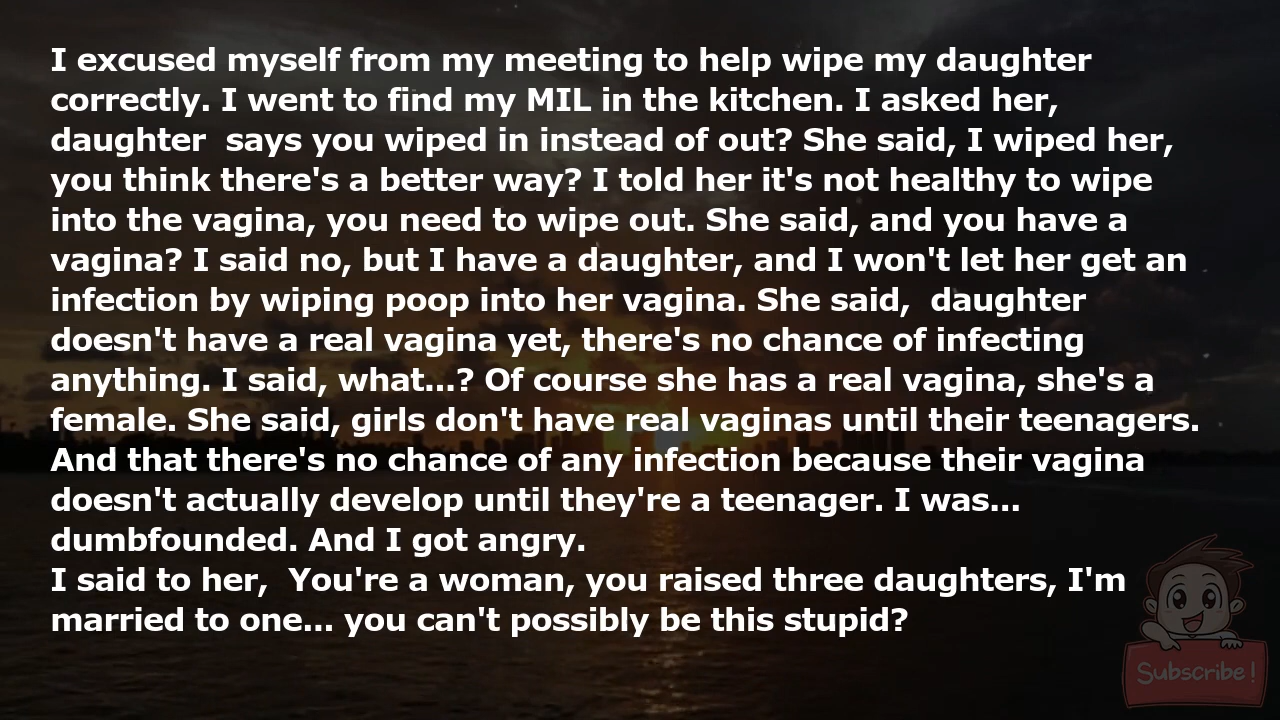 I excused myself from my meeting to help wipe my daughter
correctly. I went to find my MIL in the kitchen. I asked her,
daughter  says you wiped in instead of out? She said, I wiped her,
you think there's a better way? I told her it's not healthy to wipe
into the vagina, you need to wipe out. She said, and you have a
vagina? I said no, but I have a daughter, and I won't let her get an
infection by wiping poop into her vagina. She said,  daughter
doesn't have a real vagina yet, there's no chance of infecting
anything. I said, what...? Of course she has a real vagina, she's a
female. She said, girls don't have real vaginas until their teenagers.
And that there's no chance of any infection because their vagina
doesn't actually develop until they're a teenager. I was...
dumbfounded. And I got angry.
I said to her,  You're a woman, you raised three daughters, I'm
married to one... you can't possibly be this stupid?
Subscribe!